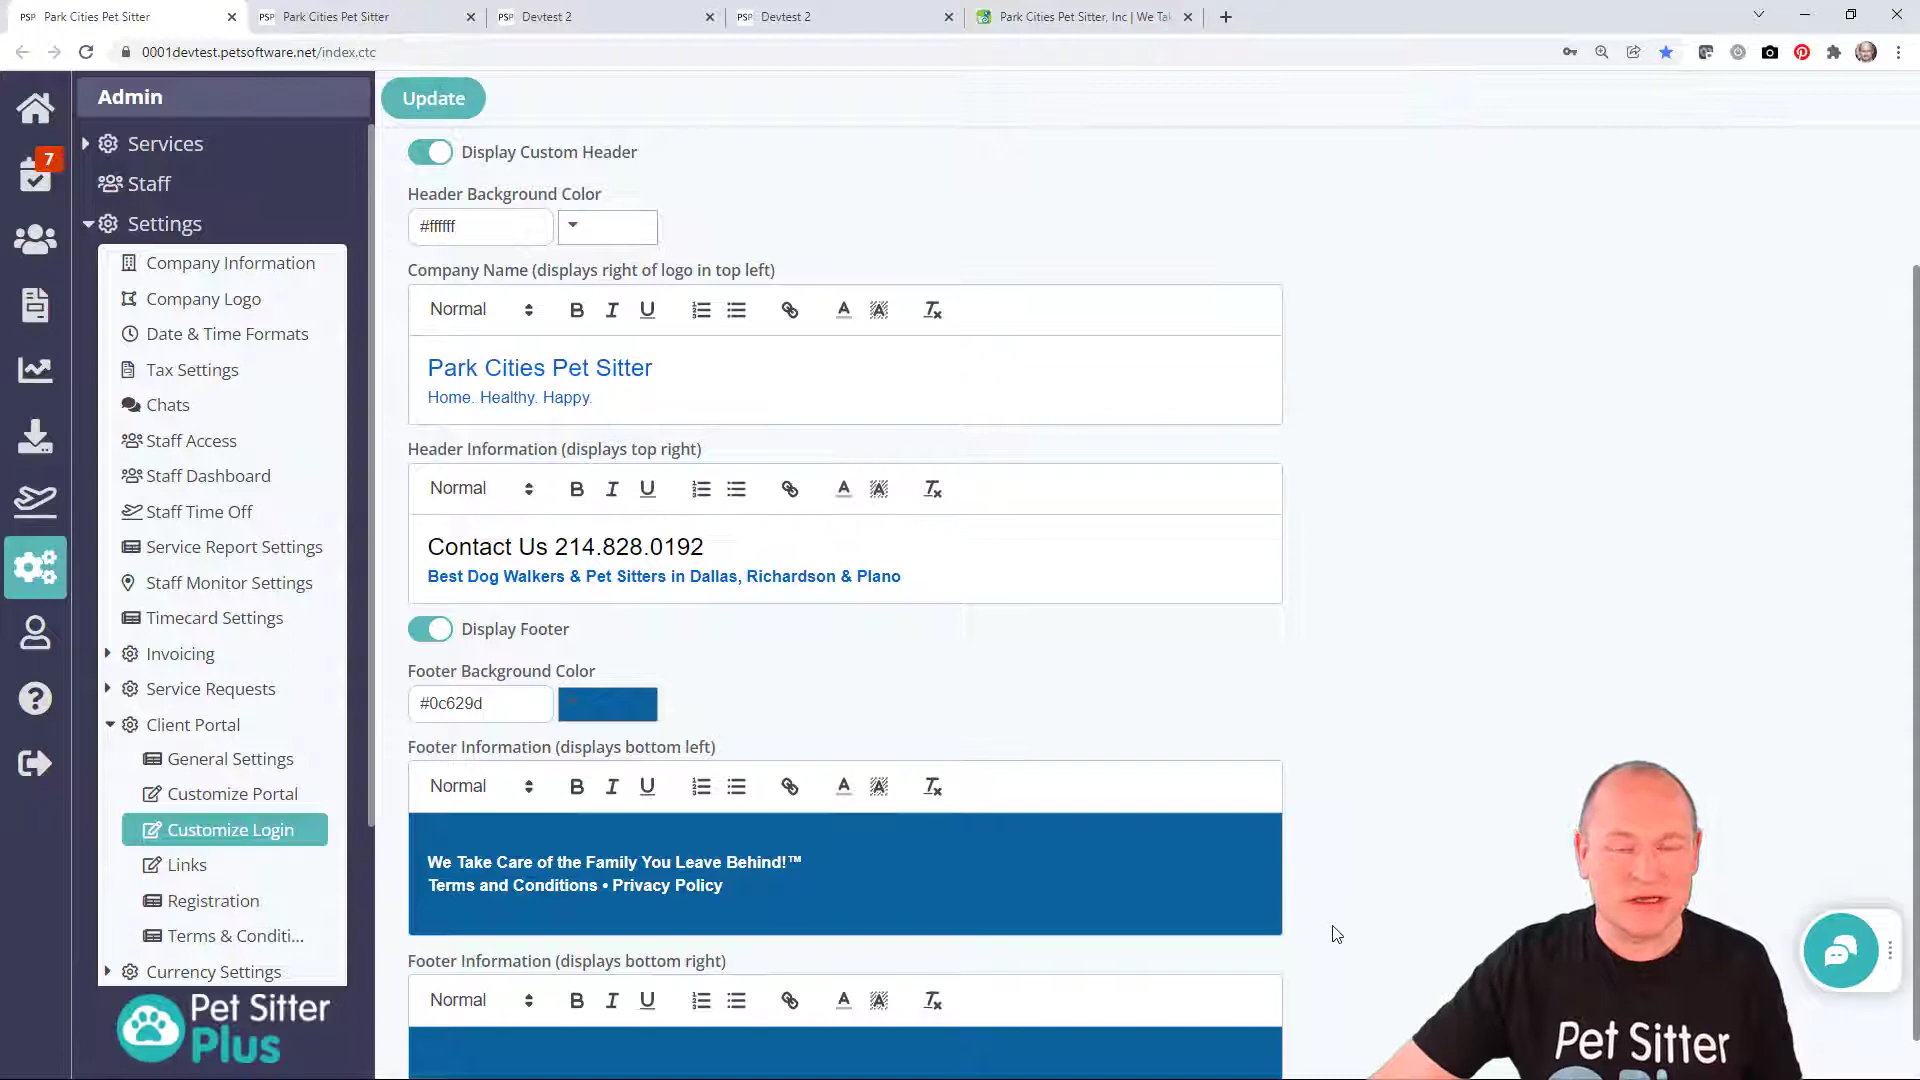 PSP Park Cities Pet Sitter
PSP Park Cities Pet Sitter
PSP Devtest 2
PSP Devtest 2
Park Cities Pet Sitter, Inc | We Ta
0001devtest.petsoftware.net/index.ctc
7
Admin
Services
Staff
Settings
Company Information
Company Logo
Date & Time Formats
Tax Settings
Chats
Staff Access
Staff Dashboard
Staff Time Off
Service Report Settings
Staff Monitor Settings
Timecard Settings
Invoicing
Service Requests
Client Portal
General Settings
Customize Portal
Customize Login
Links
Registration
Terms & Conditi...
Currency Settings
Pet Sitter
Plus
Update
Display Custom Header
Header Background Color
#ffffff
Company Name (displays right of logo in top left)
Normal
Park Cities Pet Sitter
Home. Healthy. Happy.
Header Information (displays top right)
Normal
Contact Us 214.828.0192
Best Dog Walkers & Pet Sitters in Dallas, Richardson & Plano
Display Footer
Footer Background Color
#0c629d
Footer Information (displays bottom left)
Normal
We Take Care of the Family You Leave Behind!™
Terms and Conditions • Privacy Policy
Footer Information (displays bottom right)
Normal
Pet Sitter